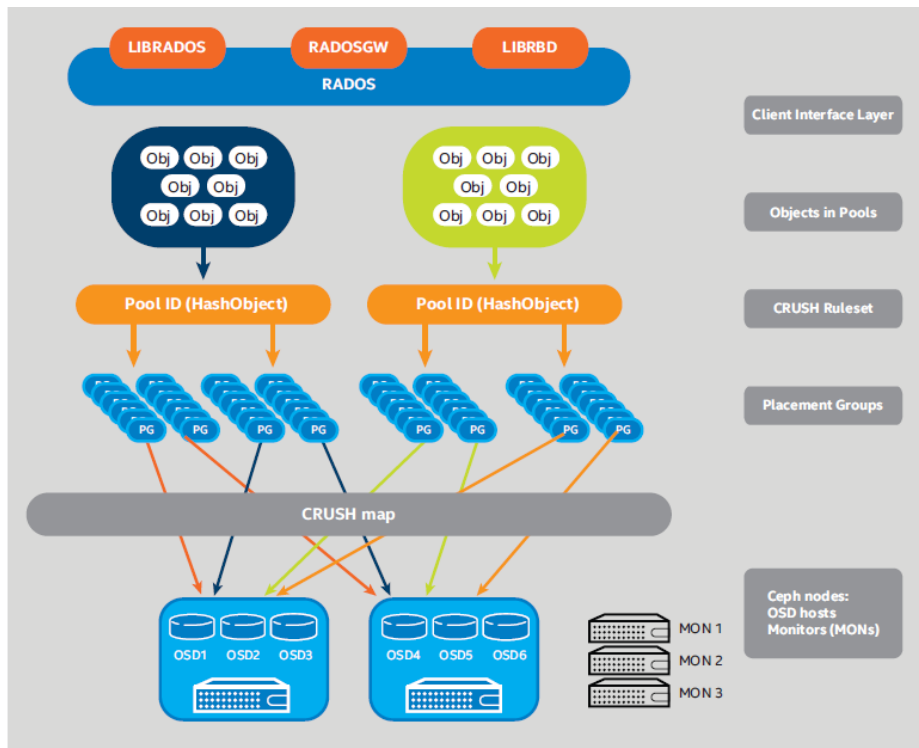 LIBRADOS
RADOSGW
LIBRBD
RADOS
Client Interface Layer
Obj Obj Obj
Obj Obj
Obj Obj Obj
Obj Obj Obj
Obj Obj
Obj Obj Obj
Objects in Pools
Pool ID (HashObject)
Pool ID (HashObject)
CRUSH Ruleset
PG
PG
PG
PG
PG
PG
PG
PG
Placement Groups
CRUSH map
OSD1 OSD2 OSD3
OSD4 OSD5 OSD6
MON 1
MON 2
MON 3
Ceph nodes:
OSD hosts
Monitors (MONs)